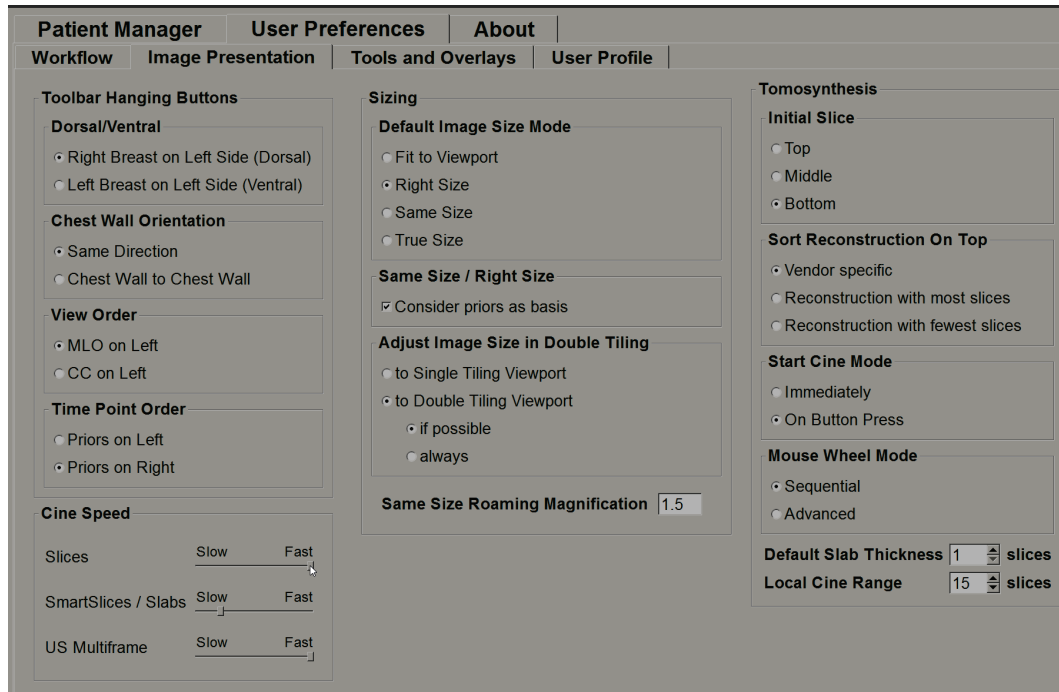 Patient Manager User Preferences About
Workflow Image Presentation Tools and Overlays User Profile
Toolbar Hanging Buttons
Dorsal/Ventral
Right Breast on Left Side (Dorsal)
Left Breast on Left Side (Ventral)
Chest Wall Orientation
Same Direction
Chest Wall to Chest Wall
View Order
MLO on Left
CC on Left
Time Point Order
Priors on Left
Priors on Right
Cine Speed
Slices Slow Fast
SmartSlices / Slabs Slow Fast
US Multiframe Slow Fast
Sizing
Default Image Size Mode
Fit to Viewport
Right Size
Same Size
True Size
Same Size / Right Size
Consider priors as basis
Adjust Image Size in Double Tiling
to Single Tiling Viewport
to Double Tiling Viewport
if possible
always
Same Size Roaming Magnification 1.5
Tomosynthesis
Initial Slice
Top
Middle
Bottom
Sort Reconstruction On Top
Vendor specific
Reconstruction with most slices
Reconstruction with fewest slices
Start Cine Mode
Immediately
On Button Press
Mouse Wheel Mode
Sequential
Advanced
Default Slab Thickness 1 slices
Local Cine Range 15 slices